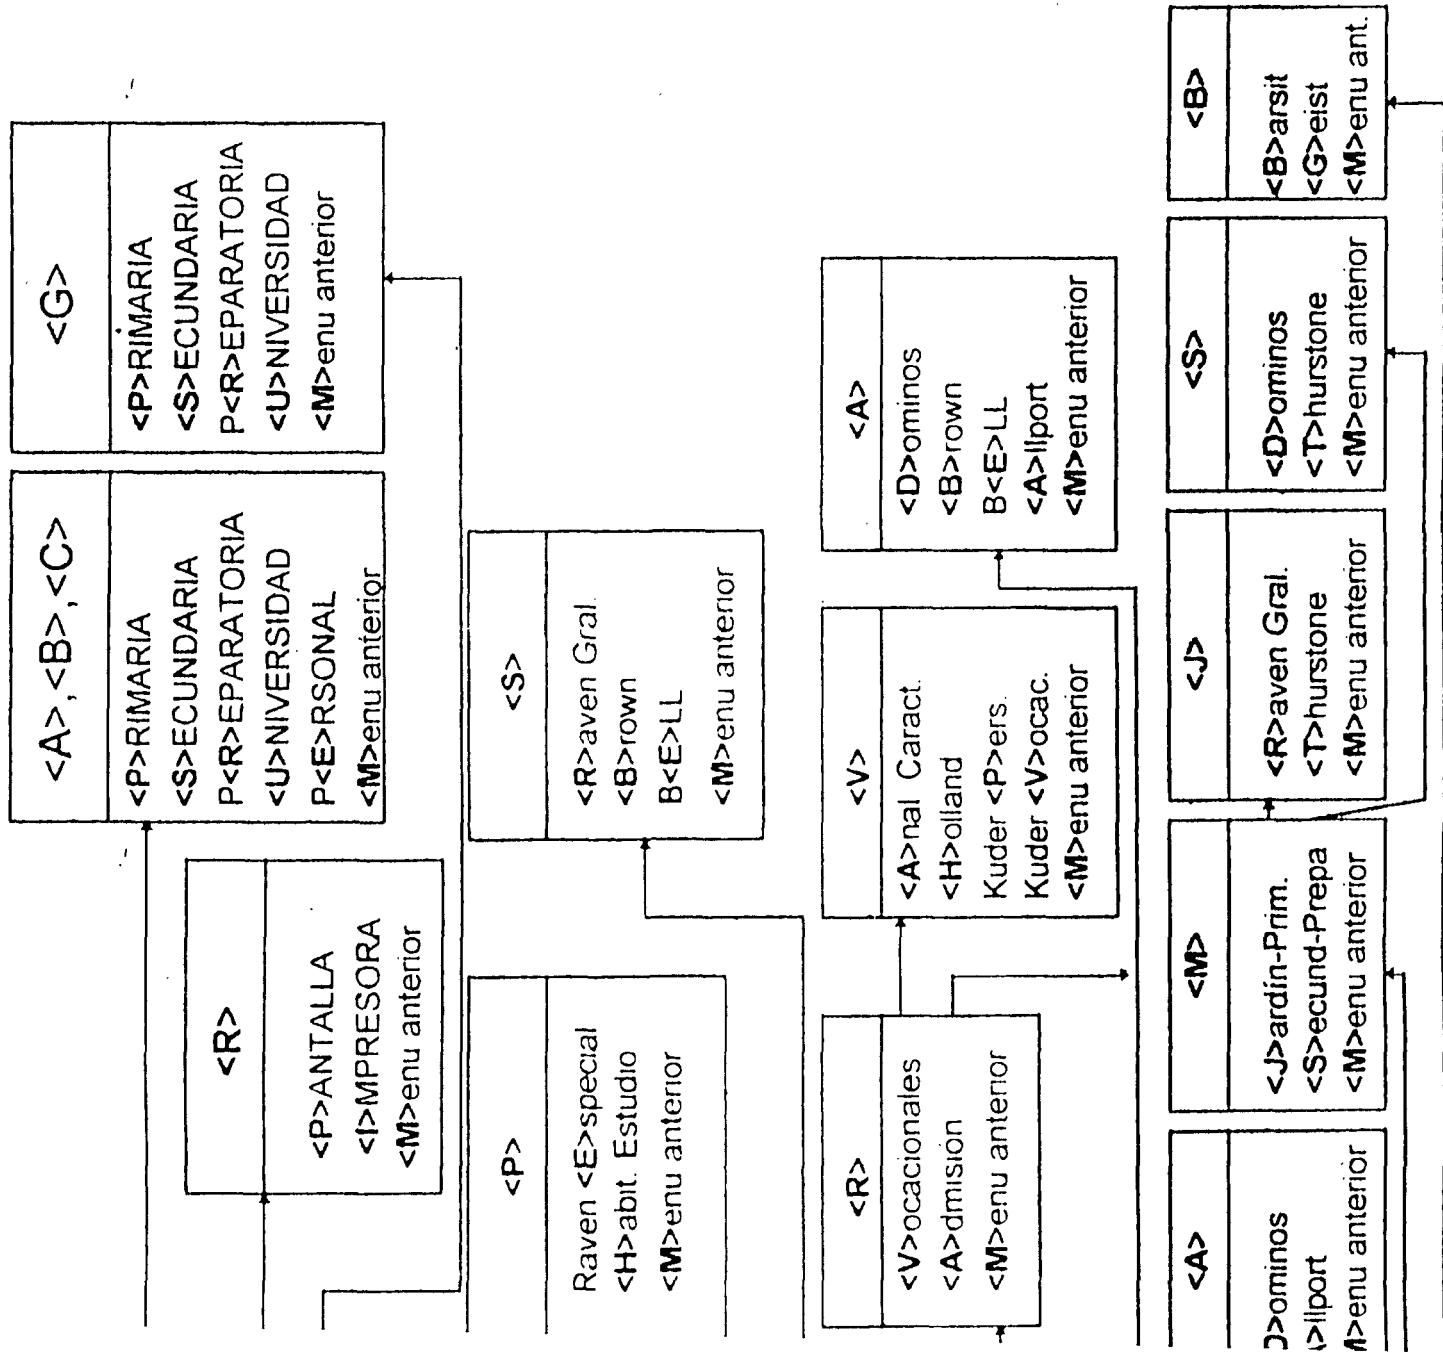 <A>,<B>,<C>
<P>RIMARIA
<S>ECUNDARIA
P<R>EPARATORIA
<U>NIVERSIDAD
P<E>RSONAL
<M>enu anterior
<G>
<P>RIMARIA
<S>ECUNDARIA
P<R>EPARATORIA
<U>NIVERSIDAD
<M>enu anterior
<R>
<P>ANTALLA
<I>MPRESORA
<M>enu anterior
<P>
Raven <E>special
<H>abit. Estudio
<M>enu anterior
<S>
<R>aven Gral.
<B>rown
B<E>LL
<M>enu anterior
<R>
<V>ocacionales
<A>dmisión
<M>enu anterior
<V>
<A>nal Caract.
<H>olland
Kuder <P>ers.
Kuder <V>ocac.
<M>enu anterior
<A>
<D>ominos
<B>rown
B<E>LL
<A>llport
<M>enu anterior
<A>
D>ominos
A>llport
M>enu anterior
<M>
<J>ardín-Prim.
<S>ecund-Prepa
<M>enu anterior
<J>
<R>aven Gral.
<T>hurstone
<M>enu anterior
<S>
<D>ominos
<T>hurstone
<M>enu anterior
<B>
<B>arsit
<G>eist
<M>enu ant.